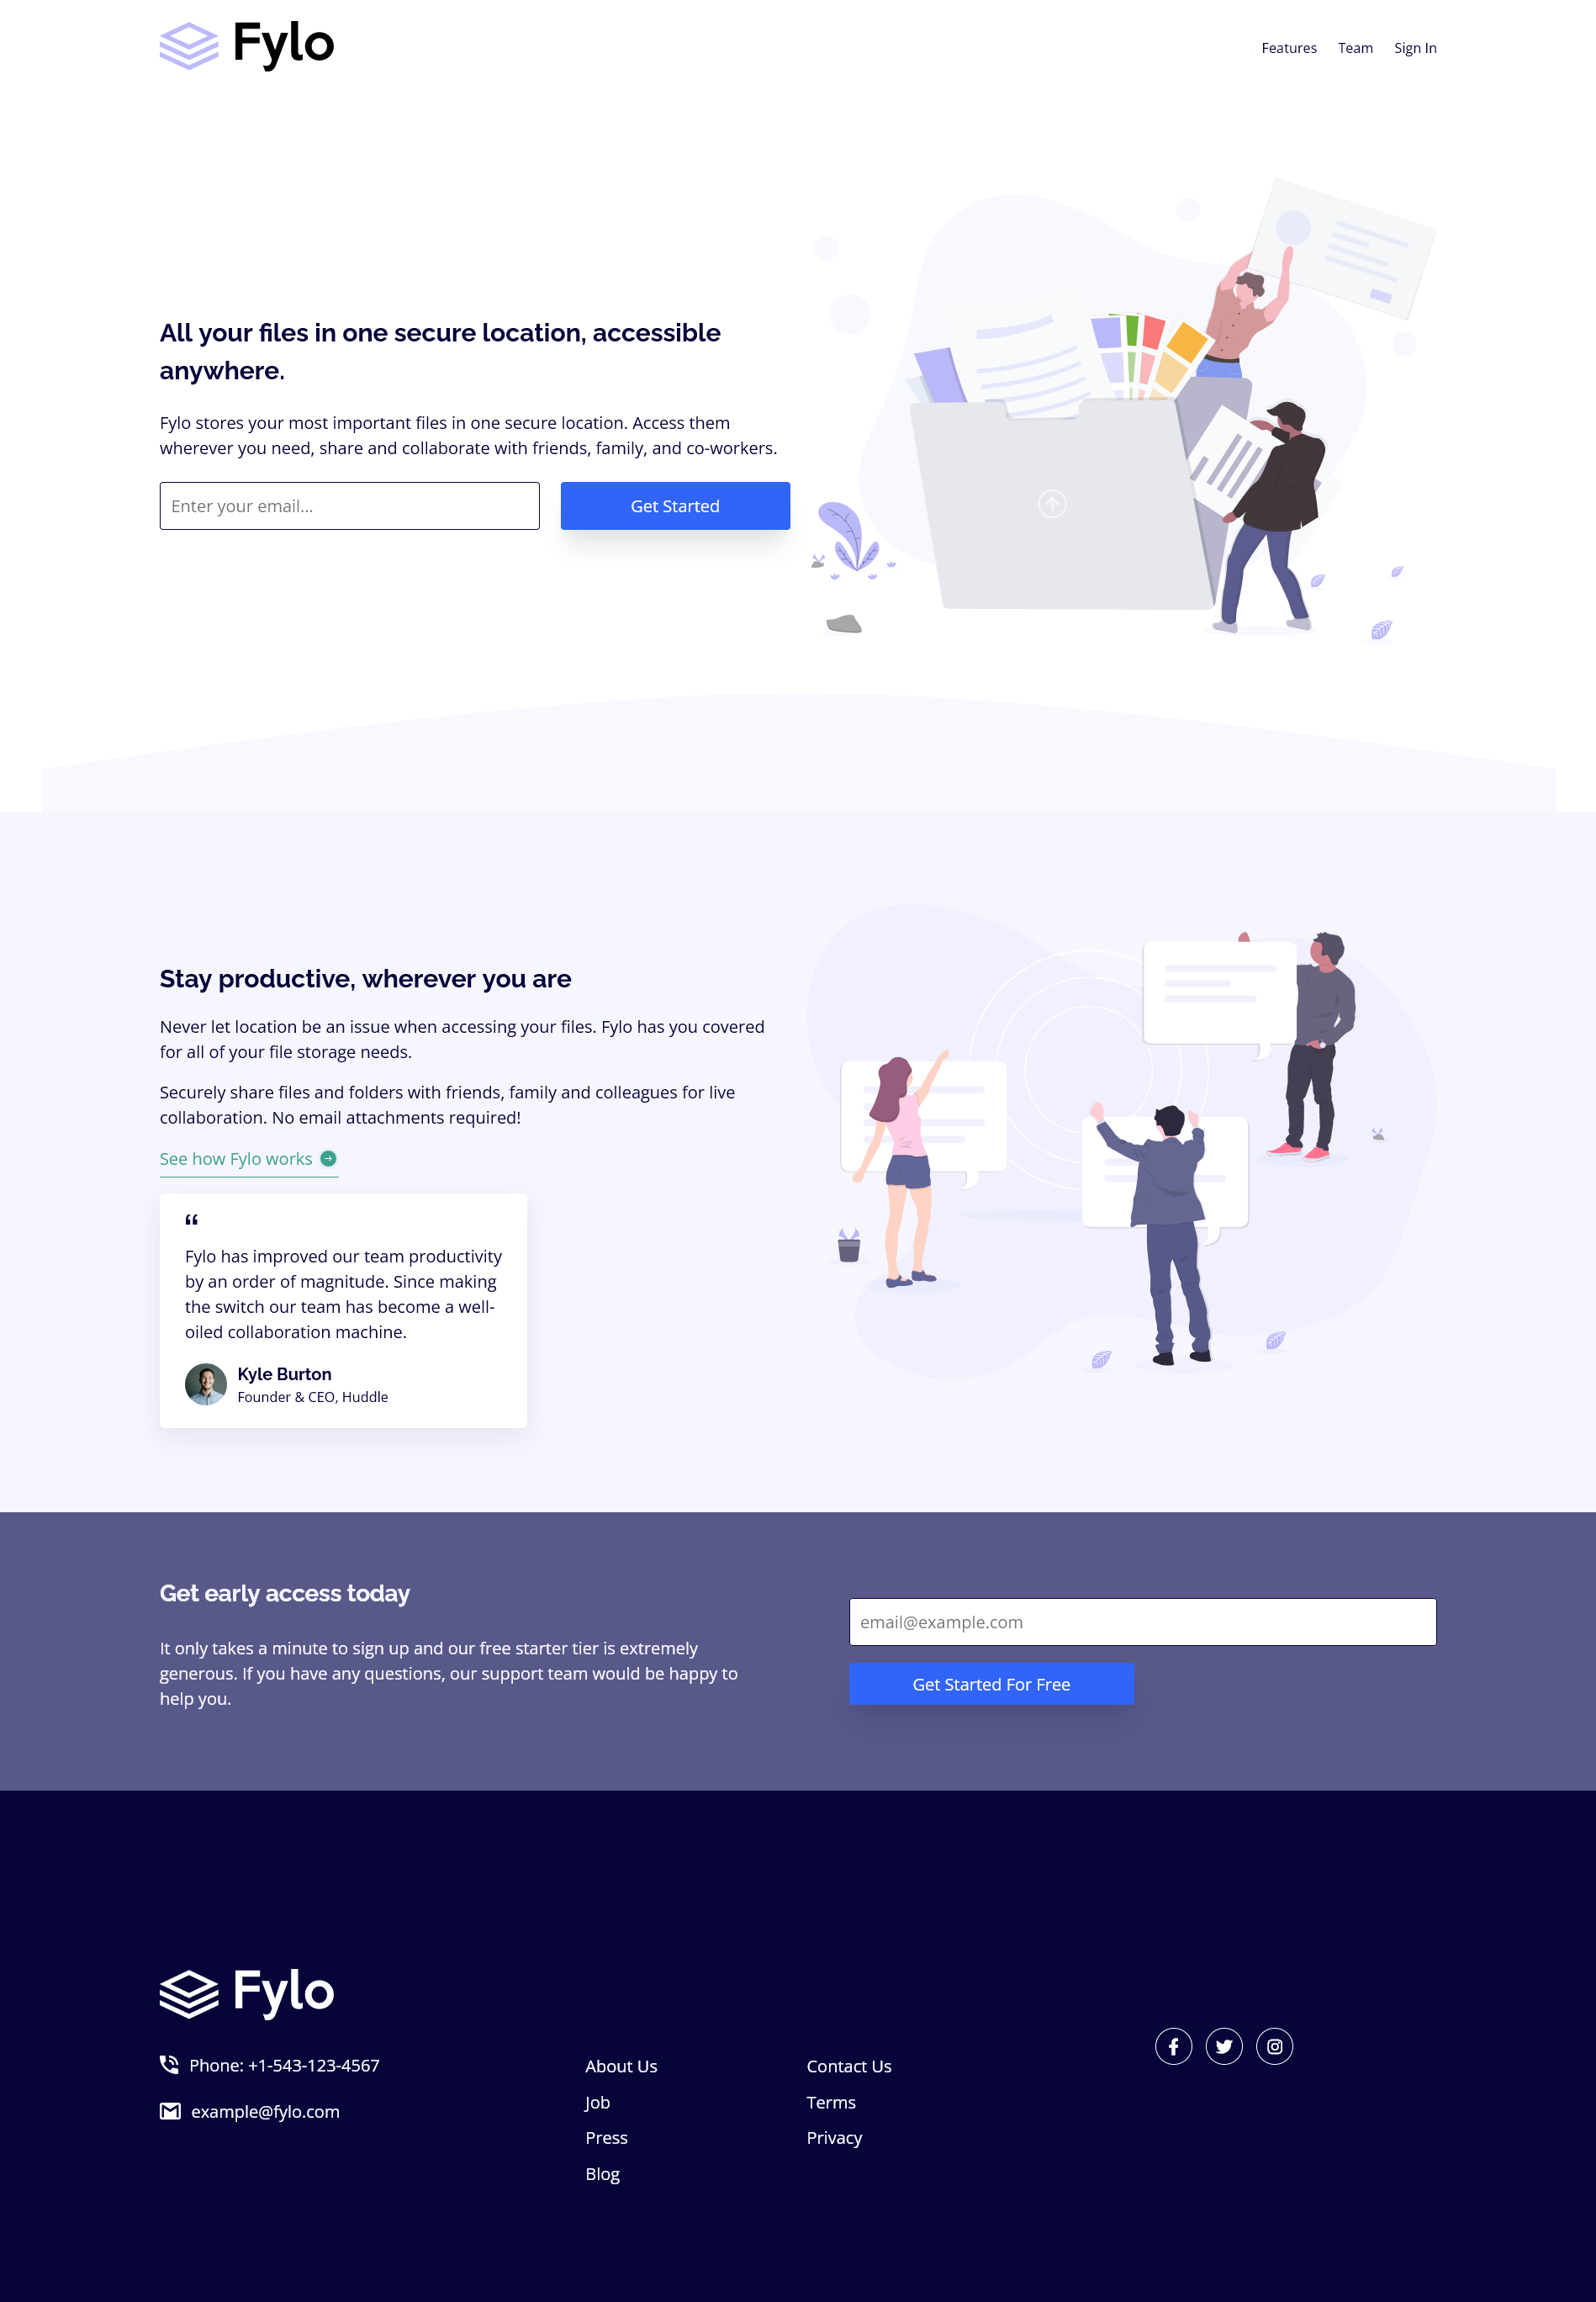 Fylo
Features
Team
Sign In
All your files in one secure location, accessible
anywhere.
Fylo stores your most important files in one secure location. Access them
wherever you need, share and collaborate with friends, family, and co-workers.
Enter your email...
Get Started
Stay productive, wherever you are
Never let location be an issue when accessing your files. Fylo has you covered
for all of your file storage needs.
Securely share files and folders with friends, family and colleagues for live
collaboration. No email attachments required!
See how Fylo works
“
Fylo has improved our team productivity
by an order of magnitude. Since making
the switch our team has become a well-
oiled collaboration machine.
Kyle Burton
Founder & CEO, Huddle
Get early access today
It only takes a minute to sign up and our free starter tier is extremely
generous. If you have any questions, our support team would be happy to
help you.
email@example.com
Get Started For Free
Fylo
Phone: +1-543-123-4567
example@fylo.com
About Us
Job
Press
Blog
Contact Us
Terms
Privacy